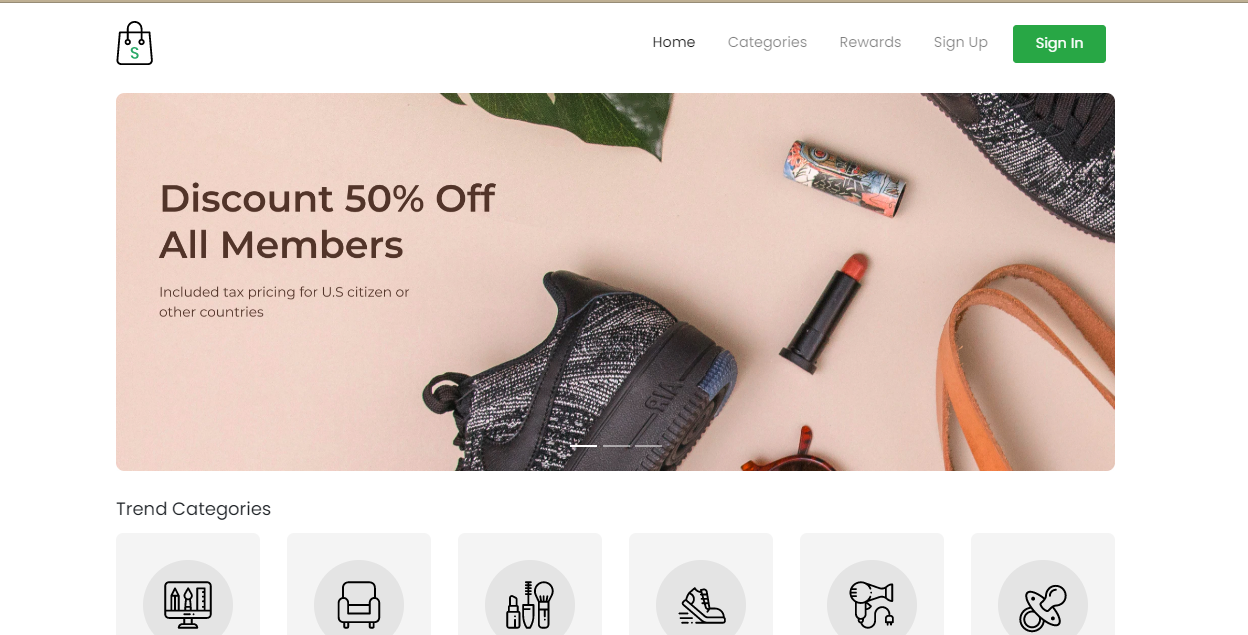 S
Home
Categories
Rewards
Sign Up
Sign In
Discount 50% Off
All Members
Included tax pricing for U.S citizen or
other countries
AIR
Trend Categories